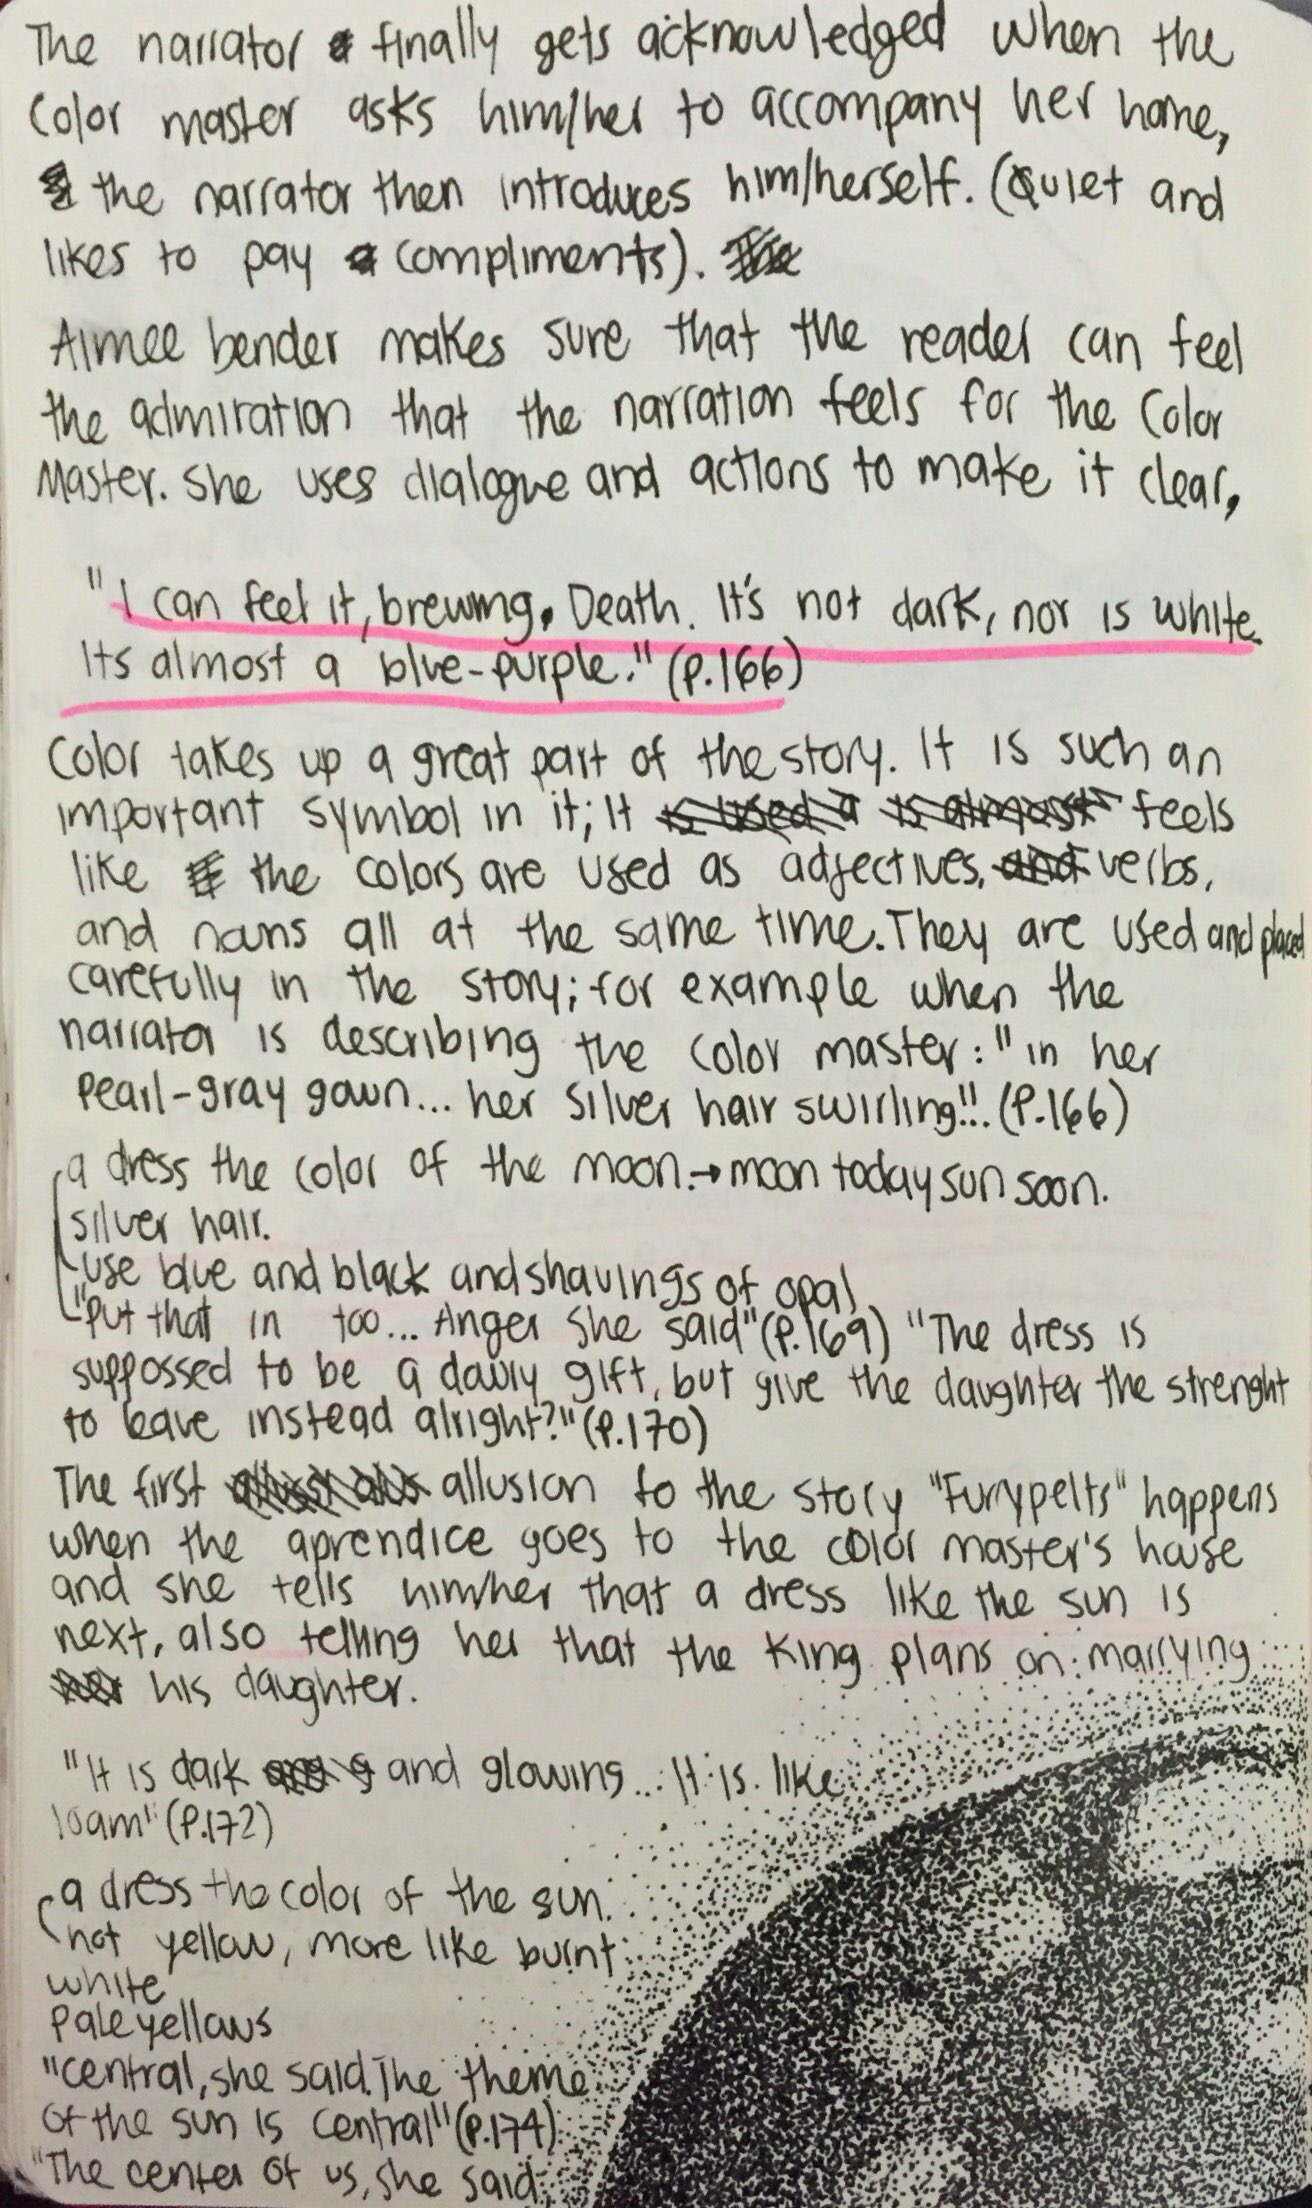 The narrator finally gets acknowledged when the
Color master asks him/her to accompany her home,
the narrator then introduces him/herself. (Quiet and
likes to pay compliments).
Aimee bender makes sure that the reader can feel
the admiration that the narration feels for the Color
Master. She uses dialogue and actions to make it clear,
"I can feel it, brewing. Death. It's not dark, nor is white.
Its almost a blue-purple." (p.166)
Color takes up a great part of the story. It is such an
important symbol in it; It is used a is almost feels
like the colors are used as adjectives, and verbs,
and nouns all at the same time. They are used and placed
carefully in the story; for example when the
narrator is describing the color master: "in her
Pearl-gray gown... her silver hair swirling!!. (P.166)
a dress the color of the moon. → moon today sun soon.
silver hair.
use blue and black and shavings of opal
"Put that in too... Anger she said" (P.169) "The dress is
suppossed to be a dowry gift, but give the daughter the strenght
to leave instead alright?" (P.170)
The first allusion to the story "Furrypelts" happens
when the aprendice goes to the color master's house
and she tells him/her that a dress like the sun is
next, also telling her that the King plans on marrying
his daughter.
"It is dark and glowing... It is like
loam" (P.172)
a dress the color of the sun.
not yellow, more like burnt
white
Pale yellows
"Central, she said. The theme
of the sun is central" (P.174)
"The center of us, she said,